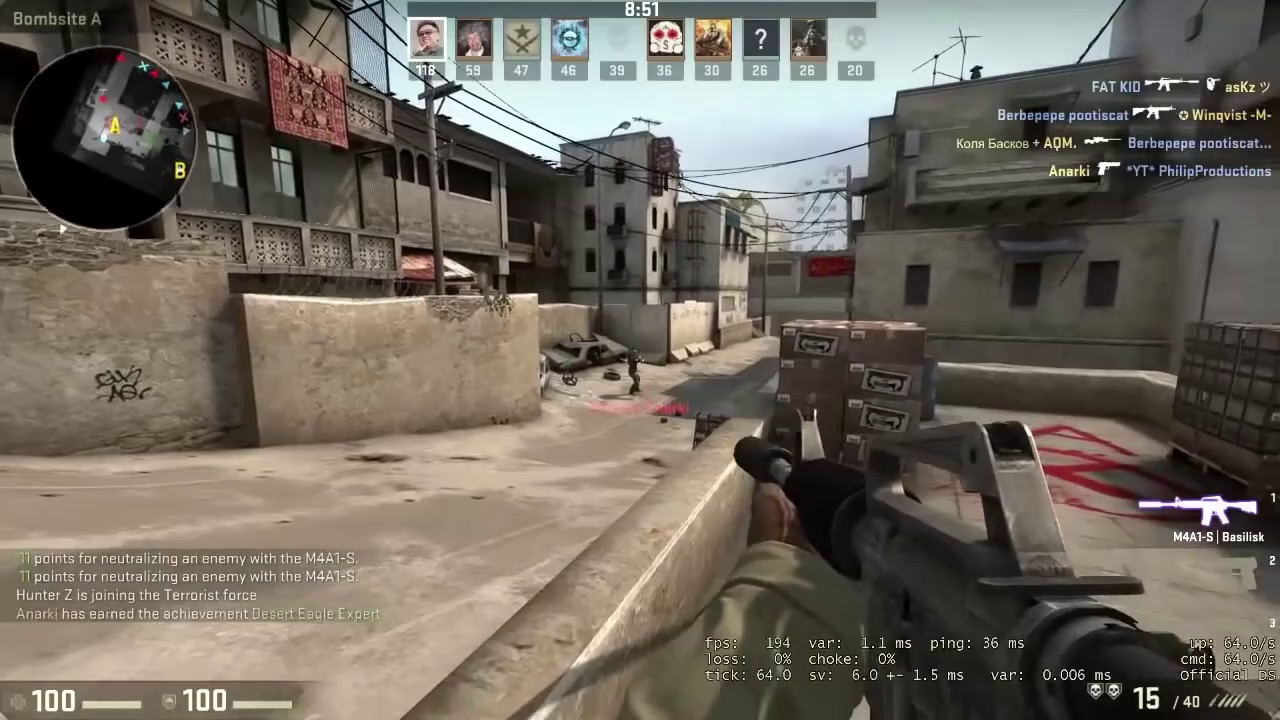 Bombsite A
8:51
118 59 47 46 39 36 30 26 26 20
S
?
FAT KID asKz ツ
Berbepepe pootiscat Winqvist -M-
Коля Басков + AQM. Berbepepe pootiscat...
Anarki *YT* PhilipProductions
A
B
A
1
M4A1-S | Basilisk
2
3
11 points for neutralizing an enemy with the M4A1-S.
11 points for neutralizing an enemy with the M4A1-S.
Hunter Z is joining the Terrorist force
Anarki has earned the achievement Desert Eagle Expert
fps: 194 var: 1.1 ms ping: 36 ms up: 64.0/s
loss: 0% choke: 0% cmd: 64.0/s
tick: 64.0 sv: 6.0 +- 1.5 ms var: 0.006 ms Official DS
100 100
15 / 40